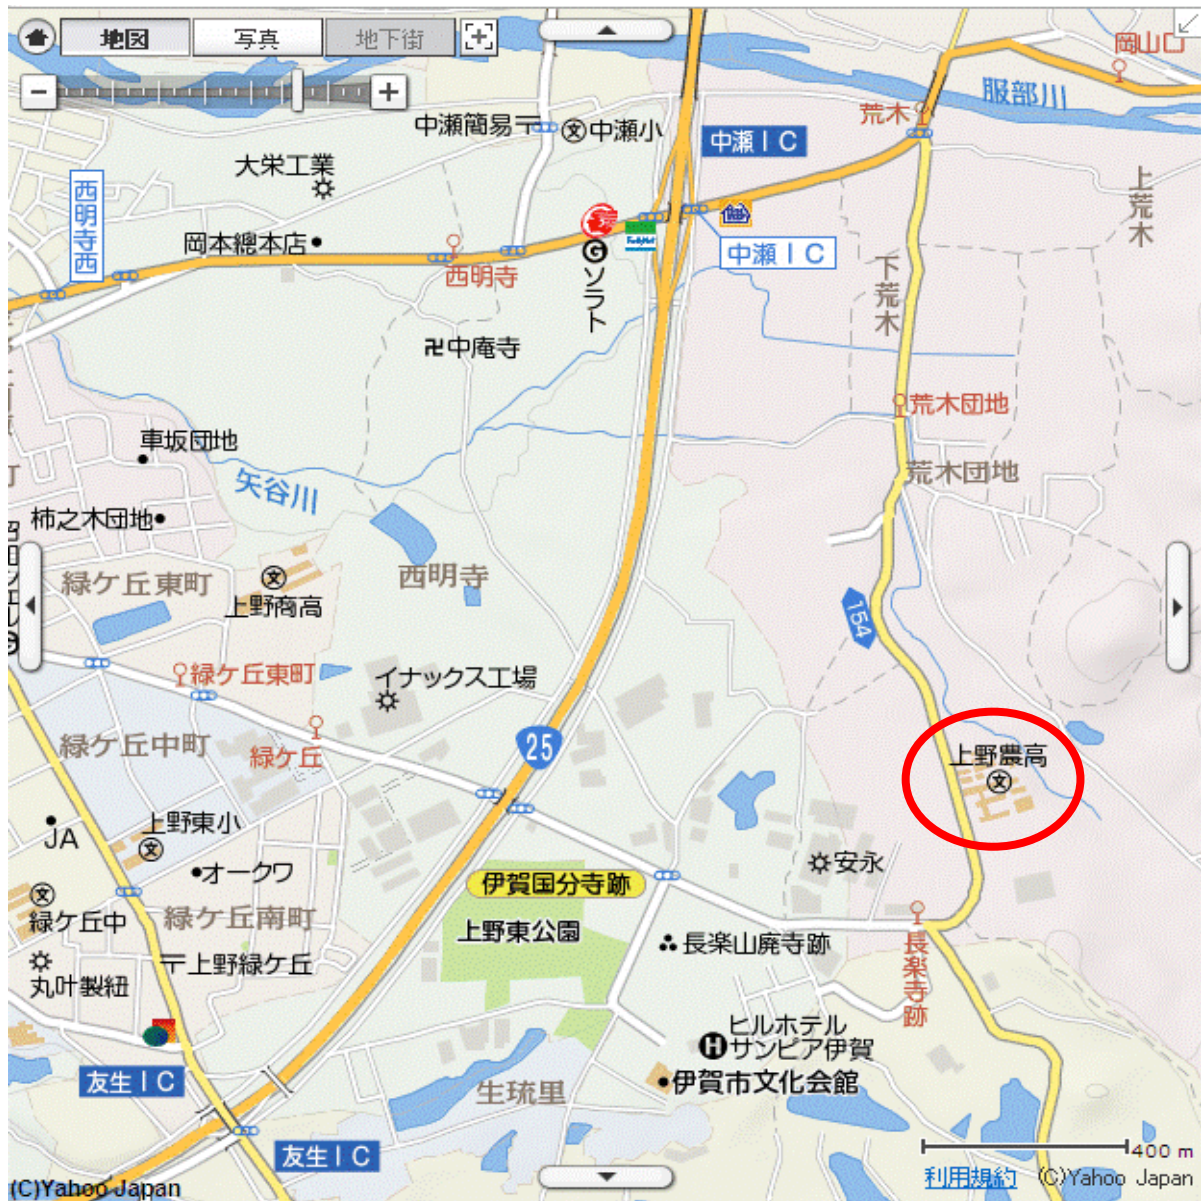 地図
写真
地下街
岡山口
服部川
荒木
中瀬簡易〒
中瀬小
中瀬ＩＣ
大栄工業
西明寺西
上荒木
岡本總本店
西明寺
FamilyMart
G
ソラト
中瀬ＩＣ
下荒木
卍中庵寺
荒木団地
車坂団地
荒木団地
矢谷川
柿之木団地
緑ケ丘東町
文
上野商高
西明寺
154
緑ケ丘東町
イナックス工場
緑ケ丘中町
緑ケ丘
25
上野農高
文
JA
上野東小
文
オークワ
安永
伊賀国分寺跡
文
緑ケ丘中
緑ケ丘南町
上野東公園
長楽山廃寺跡
長楽寺跡
丸叶製紐
〒上野緑ケ丘
ヒルホテル
サンピア伊賀
H
伊賀市文化会館
友生ＩＣ
生琉里
友生ＩＣ
400 m
利用規約
(C)Yahoo Japan
(C)Yahoo Japan